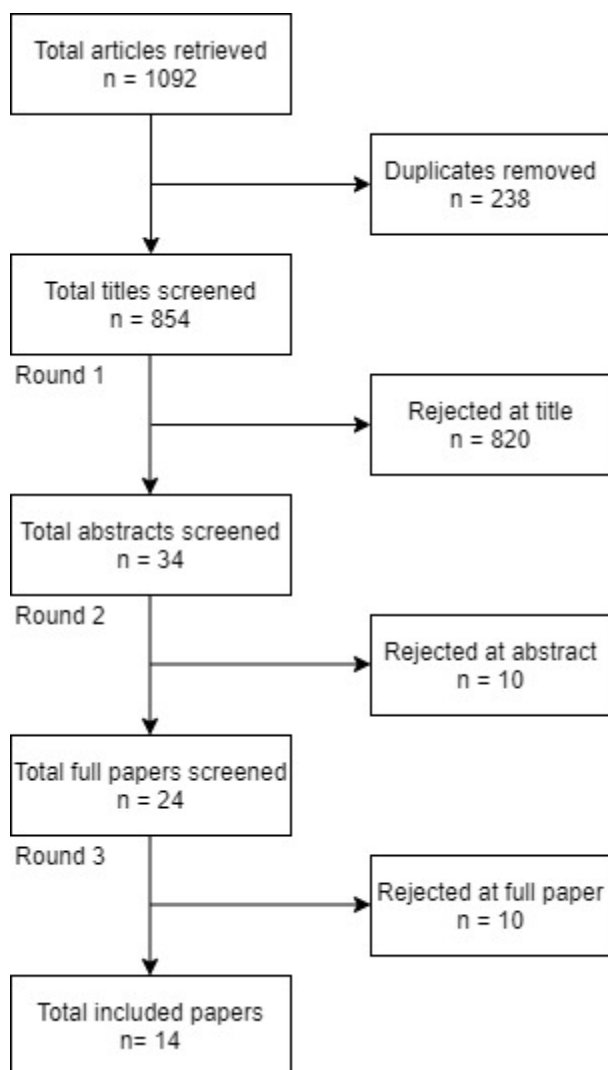 Total articles retrieved
n = 1092
Duplicates removed
n = 238
Total titles screened
n = 854
Round 1
Rejected at title
n = 820
Total abstracts screened
n = 34
Round 2
Rejected at abstract
n = 10
Total full papers screened
n = 24
Round 3
Rejected at full paper
n = 10
Total included papers
n= 14